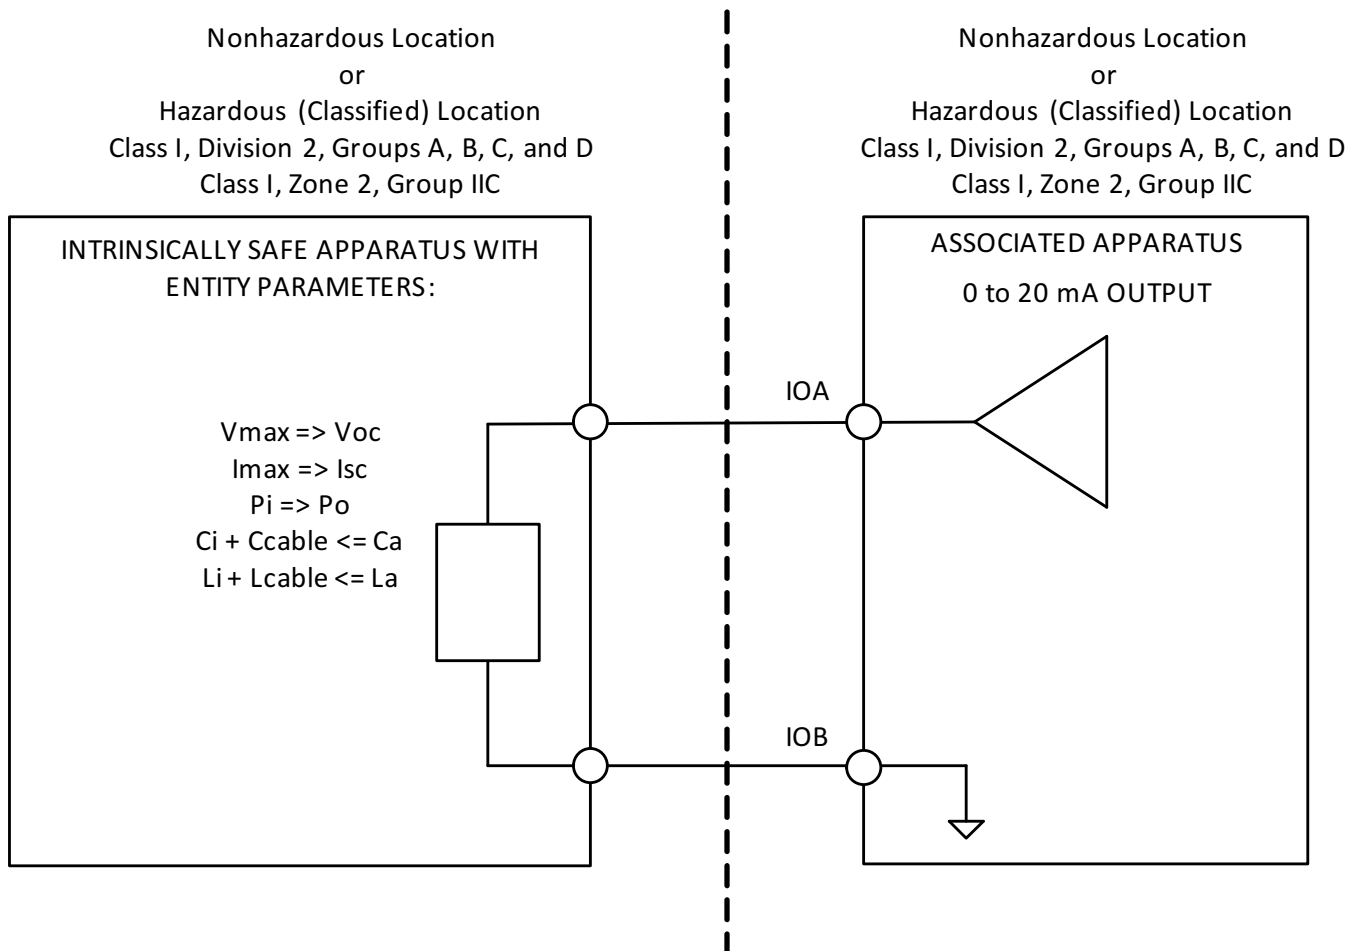 Nonhazardous Location
or
Hazardous (Classified) Location
Class I, Division 2, Groups A, B, C, and D
Class I, Zone 2, Group IIC
INTRINSICALLY SAFE APPARATUS WITH
ENTITY PARAMETERS:
Vmax => Voc
Imax => Isc
Pi => Po
Ci + Ccable <= Ca
Li + Lcable <= La
Nonhazardous Location
or
Hazardous (Classified) Location
Class I, Division 2, Groups A, B, C, and D
Class I, Zone 2, Group IIC
ASSOCIATED APPARATUS
0 to 20 mA OUTPUT
IOA
IOB